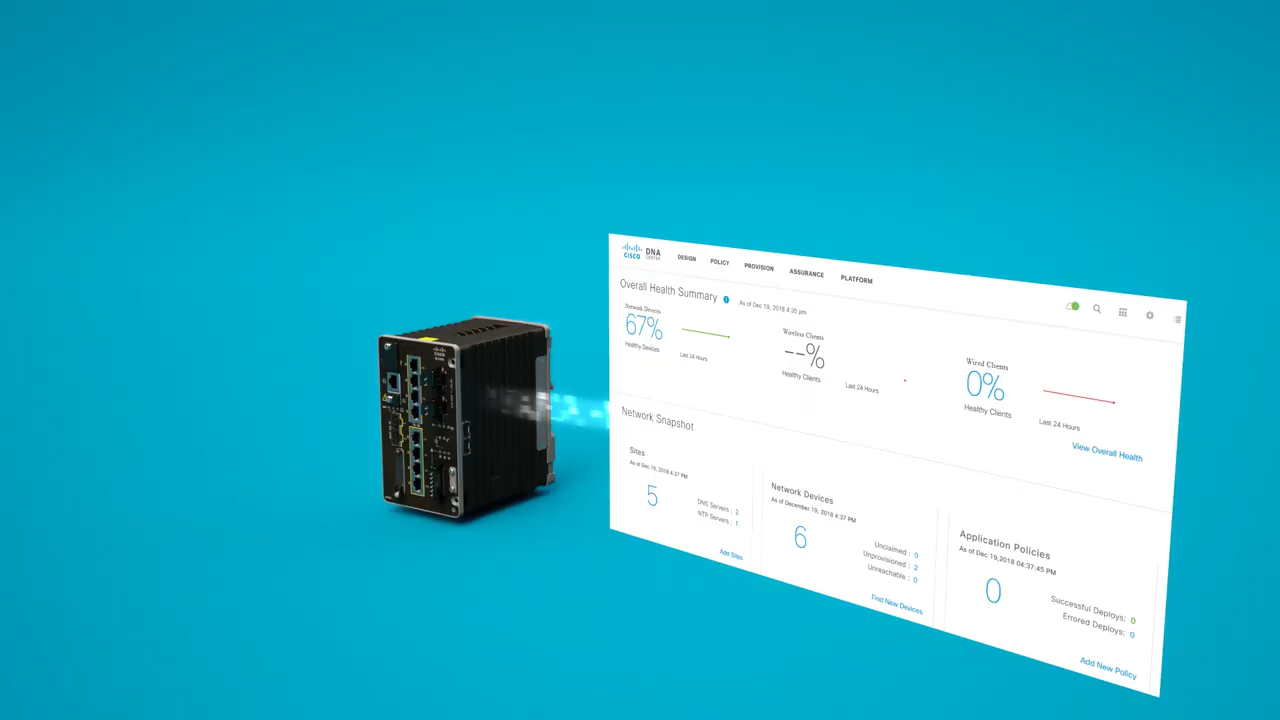 CISCO DNA CENTER DESIGN POLICY PROVISION ASSURANCE PLATFORM
Overall Health Summary As of Dec 19, 2018 4:35 pm
Network Devices
67%
Healthy Devices
Last 24 Hours
Wireless Clients
--%
Healthy Clients
Last 24 Hours
Wired Clients
0%
Healthy Clients
Last 24 Hours
View Overall Health
Network Snapshot
Sites
As of Dec 19, 2018 4:37 PM
5
DNS Servers : 2
NTP Servers : 1
Add Sites
Network Devices
As of December 19, 2018 4:37 PM
6
Unclaimed : 0
Unprovisioned : 2
Unreachable : 0
Find New Devices
Application Policies
As of Dec 19,2018 04:37:45 PM
0
Successful Deploys: 0
Errored Deploys: 0
Add New Policy
CISCO